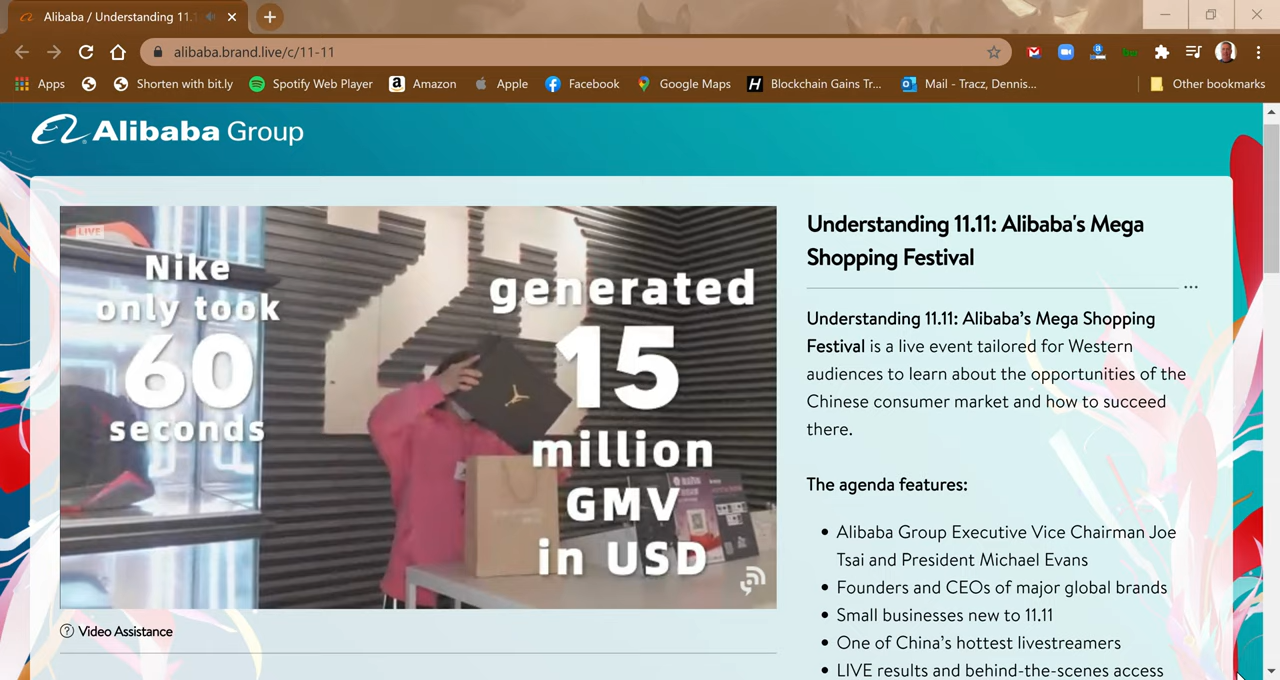 Alibaba / Understanding 11.1
alibaba.brand.live/c/11-11
Apps
Shorten with bit.ly
Spotify Web Player
Amazon
Apple
Facebook
Google Maps
Blockchain Gains Tr...
Mail - Tracz, Dennis...
Other bookmarks
Alibaba Group
LIVE
Nike
only took
60
seconds
generated
15
million
GMV
in USD
Video Assistance
Understanding 11.11: Alibaba's Mega
Shopping Festival
...
Understanding 11.11: Alibaba’s Mega Shopping
Festival is a live event tailored for Western
audiences to learn about the opportunities of the
Chinese consumer market and how to succeed
there.
The agenda features:
• Alibaba Group Executive Vice Chairman Joe
Tsai and President Michael Evans
• Founders and CEOs of major global brands
• Small businesses new to 11.11
• One of China’s hottest livestreamers
• LIVE results and behind-the-scenes access